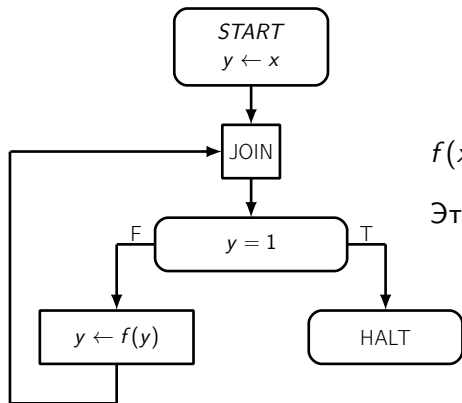 START
y ← x
JOIN
f(x
Эт
F
y = 1
T
y ← f(y)
HALT